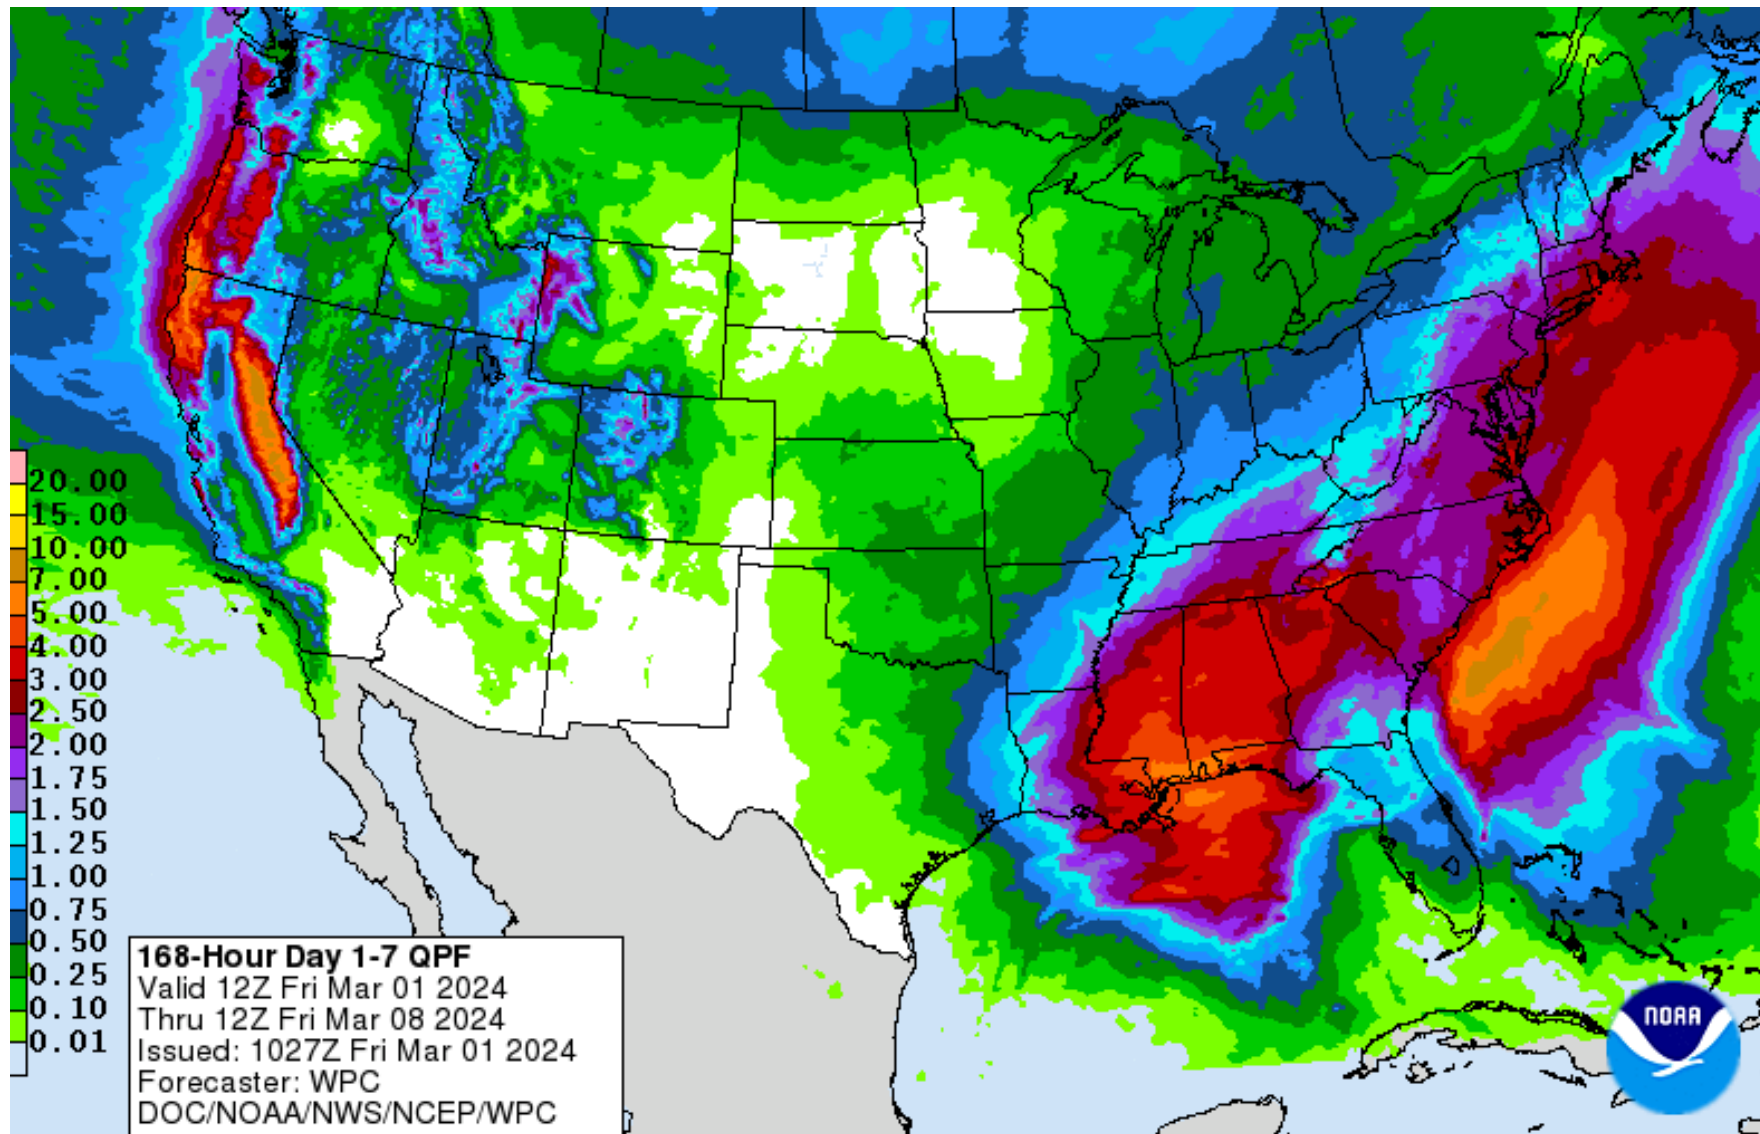 20.00
15.00
10.00
7.00
5.00
4.00
3.00
2.50
2.00
1.75
1.50
1.25
1.00
0.75
0.50
0.25
0.10
0.01
168-Hour Day 1-7 QPF
Valid 12Z Fri Mar 01 2024
Thru 12Z Fri Mar 08 2024
Issued: 1027Z Fri Mar 01 2024
Forecaster: WPC
DOC/NOAA/NWS/NCEP/WPC
NOAA